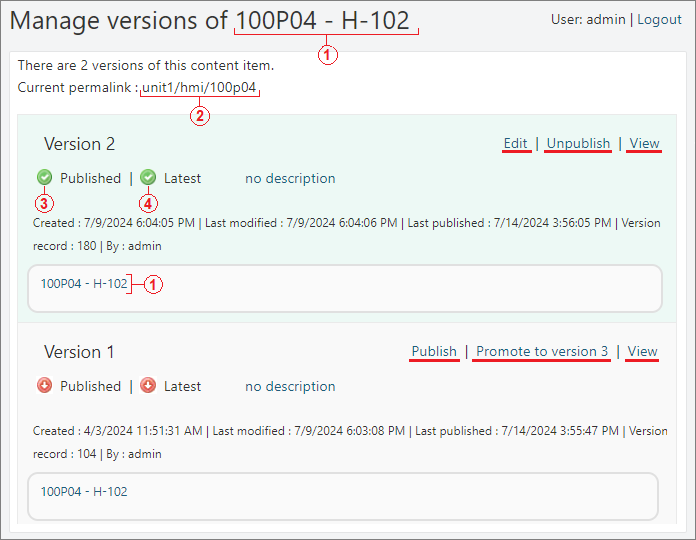 Manage versions of 100P04 - H-102
User: admin | Logout
1
There are 2 versions of this content item.
Current permalink : unit1/hmi/100p04
2
Version 2
Edit | Unpublish | View
Published | Latest no description
3 4
Created : 7/9/2024 6:04:05 PM | Last modified : 7/9/2024 6:04:06 PM | Last published : 7/14/2024 3:56:05 PM | Version
record : 180 | By : admin
100P04 - H-102 1
Version 1
Publish | Promote to version 3 | View
Published | Latest no description
Created : 4/3/2024 11:51:31 AM | Last modified : 7/9/2024 6:03:08 PM | Last published : 7/14/2024 3:55:47 PM | Version
record : 104 | By : admin
100P04 - H-102